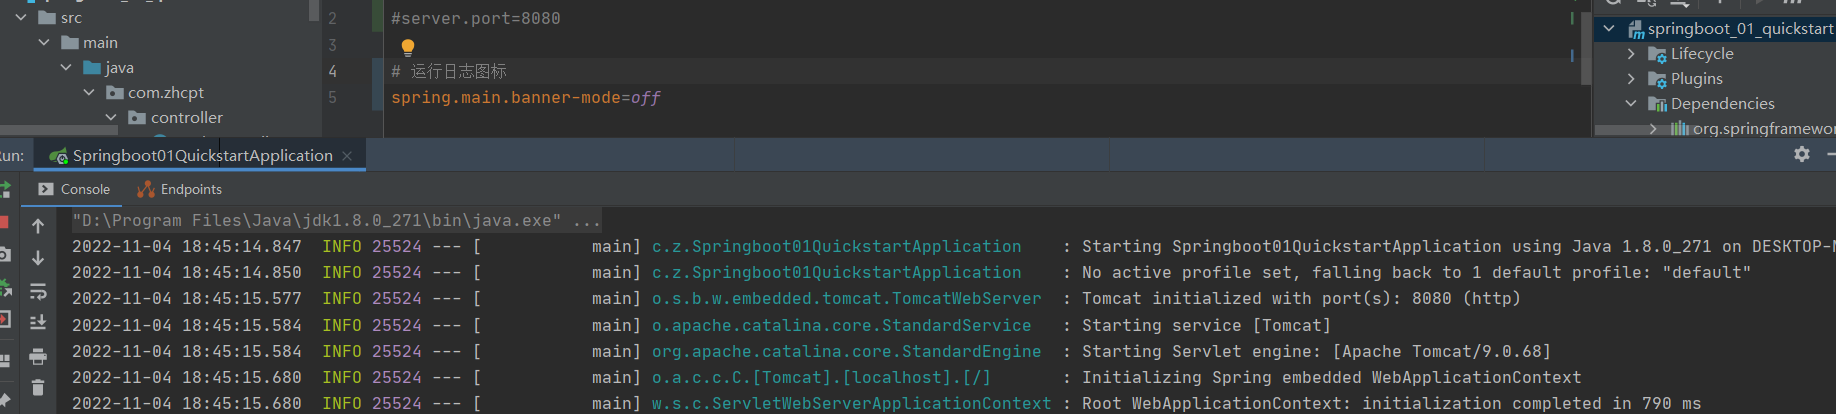 src
main
java
com.zhcpt
controller
2 #server.port=8080
3
4 # 运行日志图标
5 spring.main.banner-mode=off
springboot_01_quickstart
Lifecycle
Plugins
Dependencies
org.springframewor
Run: Springboot01QuickstartApplication
Console Endpoints
"D:\Program Files\Java\jdk1.8.0_271\bin\java.exe" ...
2022-11-04 18:45:14.847  INFO 25524 --- [           main] c.z.Springboot01QuickstartApplication    : Starting Springboot01QuickstartApplication using Java 1.8.0_271 on DESKTOP-
2022-11-04 18:45:14.850  INFO 25524 --- [           main] c.z.Springboot01QuickstartApplication    : No active profile set, falling back to 1 default profile: "default"
2022-11-04 18:45:15.577  INFO 25524 --- [           main] o.s.b.w.embedded.tomcat.TomcatWebServer  : Tomcat initialized with port(s): 8080 (http)
2022-11-04 18:45:15.584  INFO 25524 --- [           main] o.apache.catalina.core.StandardService   : Starting service [Tomcat]
2022-11-04 18:45:15.584  INFO 25524 --- [           main] org.apache.catalina.core.StandardEngine  : Starting Servlet engine: [Apache Tomcat/9.0.68]
2022-11-04 18:45:15.680  INFO 25524 --- [           main] o.a.c.c.C.[Tomcat].[localhost].[/]       : Initializing Spring embedded WebApplicationContext
2022-11-04 18:45:15.680  INFO 25524 --- [           main] w.s.c.ServletWebServerApplicationContext : Root WebApplicationContext: initialization completed in 790 ms